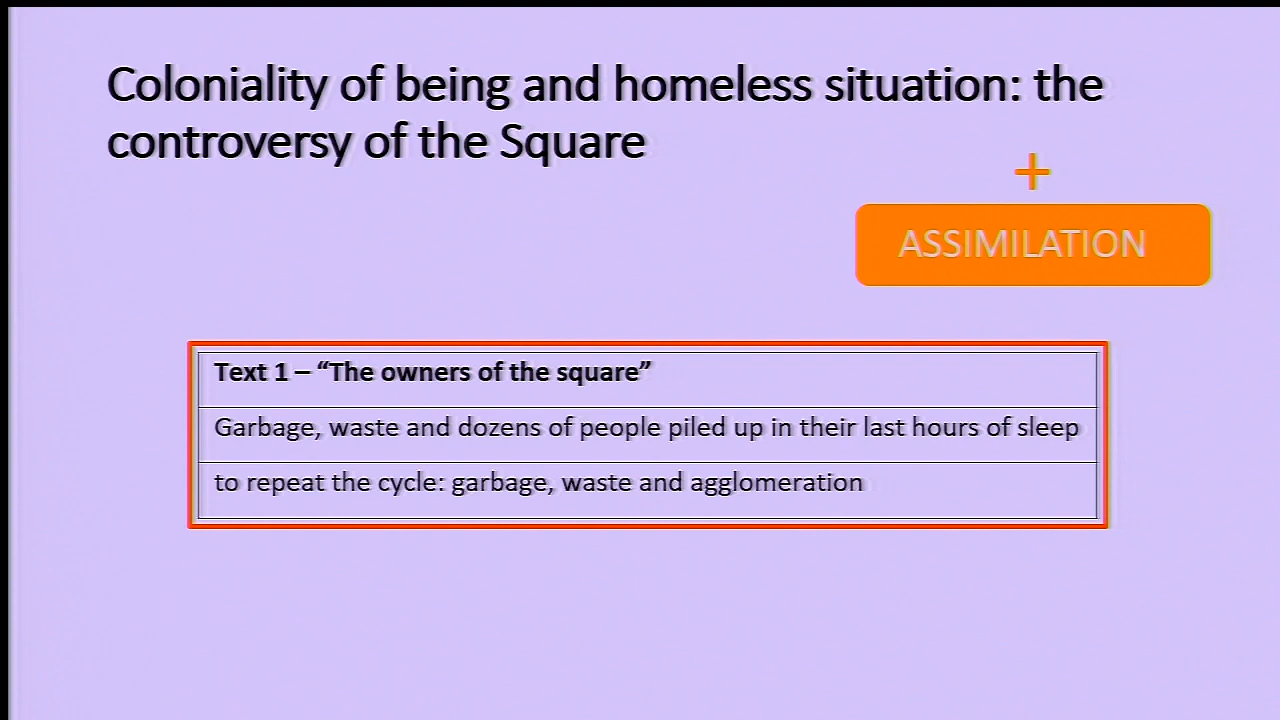 Coloniality of being and homeless situation: the
controversy of the Square
+
ASSIMILATION
Text 1 – “The owners of the square”
Garbage, waste and dozens of people piled up in their last hours of sleep
to repeat the cycle: garbage, waste and agglomeration